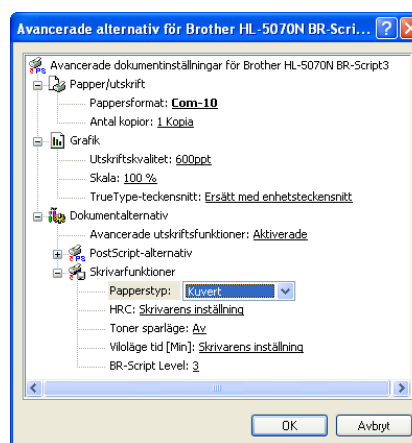 Avancerade alternativ för Brother HL-5070N BR-Scri...
Avancerade dokumentinställningar för Brother HL-5070N BR-Script3
Papper/utskrift
Pappersformat: Com-10
Antal kopior: 1 Kopia
Grafik
Utskriftskvalitet: 600ppt
Skala: 100 %
TrueType-teckensnitt: Ersätt med enhetsteckensnitt
Dokumentalternativ
Avancerade utskriftsfunktioner: Aktiverade
PostScript-alternativ
Skrivarfunktioner
Papperstyp: Kuvert
HRC: Skrivarens inställning
Toner sparläge: Av
Viloläge tid [Min]: Skrivarens inställning
BR-Script Level: 3
OK Avbryt